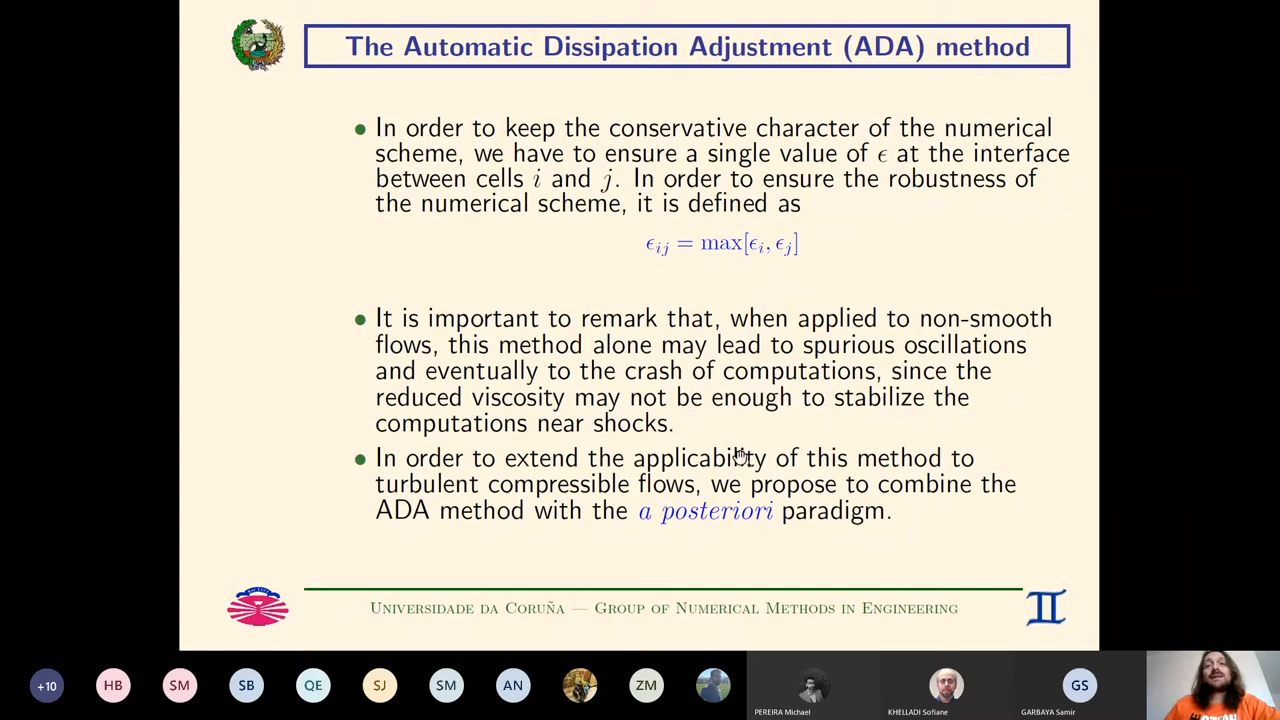 The Automatic Dissipation Adjustment (ADA) method
• In order to keep the conservative character of the numerical
scheme, we have to ensure a single value of ϵ at the interface
between cells i and j. In order to ensure the robustness of
the numerical scheme, it is defined as
ϵij = max[ϵi, ϵj]
• It is important to remark that, when applied to non-smooth
flows, this method alone may lead to spurious oscillations
and eventually to the crash of computations, since the
reduced viscosity may not be enough to stabilize the
computations near shocks.
• In order to extend the applicability of this method to
turbulent compressible flows, we propose to combine the
ADA method with the a posteriori paradigm.
Universidade da Coruña — Group of Numerical Methods in Engineering
+10 HB SM SB QE SJ SM AN ZM GS
PEREIRA Michael KHELLADI Sofiane GARBAYA Samir